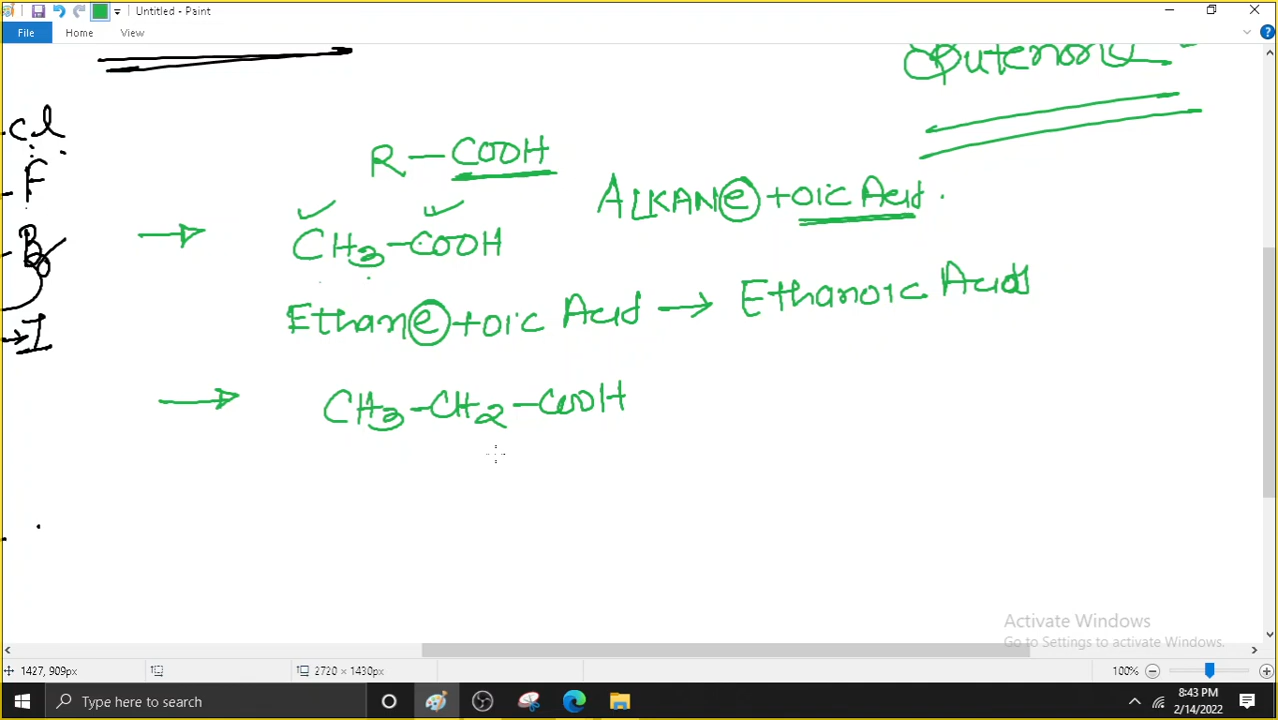 Untitled - Paint
File Home View
Cl
F
Br
I
R-COOH
ALKANe+oic Acid.
CH3-COOH
Ethane+oic Acid → Ethanoic Acid
CH3-CH2-COOH
Activate Windows
Go to Settings to activate Windows.
1427, 909px
2720 × 1430px
100%
Type here to search
8:43 PM
2/14/2022